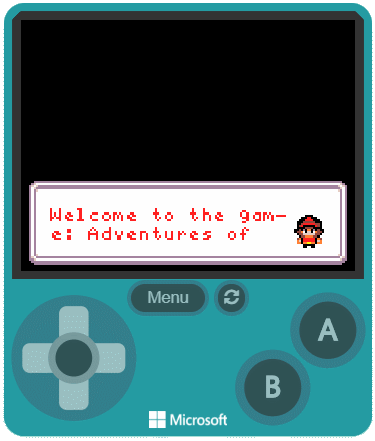 Welcome to the gam-
e: Adventures of
Menu
A
B
Microsoft